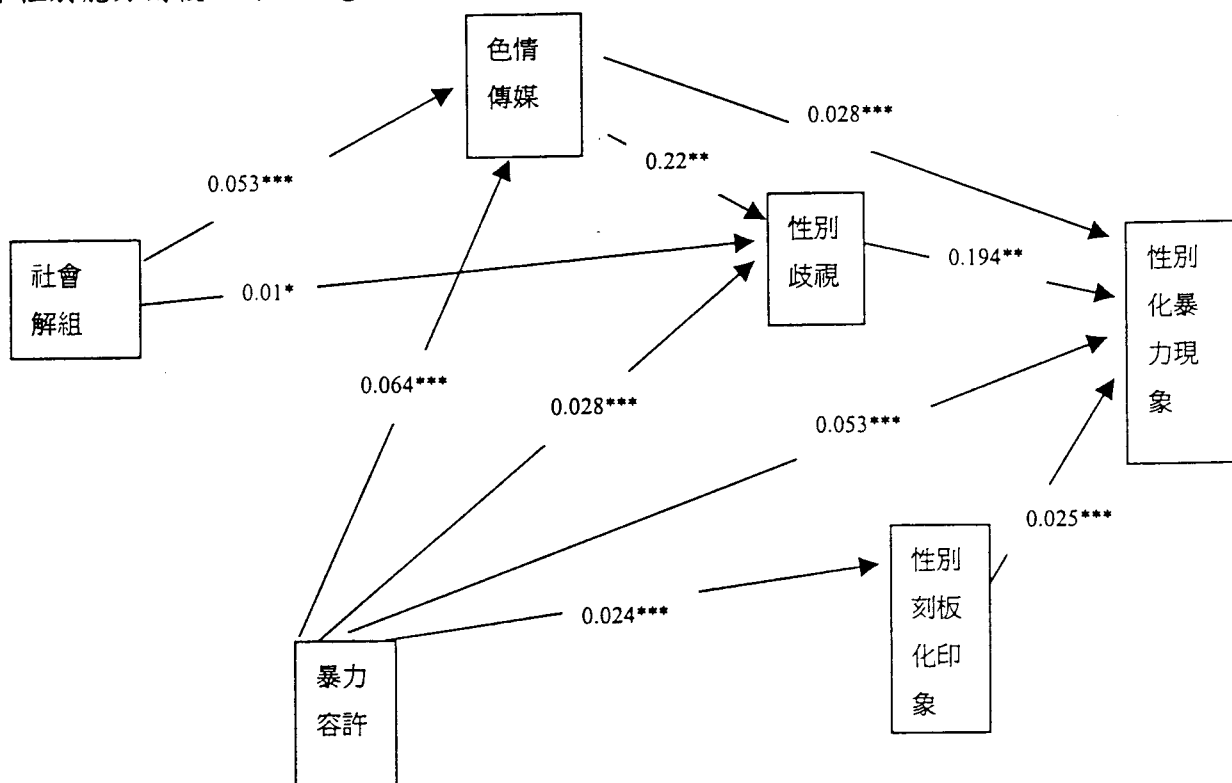 色情
傳媒
0.028***
0.22**
0.053***
性別
歧視
0.194**
性別
化暴
力現
象
社會
解組
0.01*
0.064***
0.028***
0.053***
0.025***
性別
刻板
化印
象
0.024***
暴力
容許